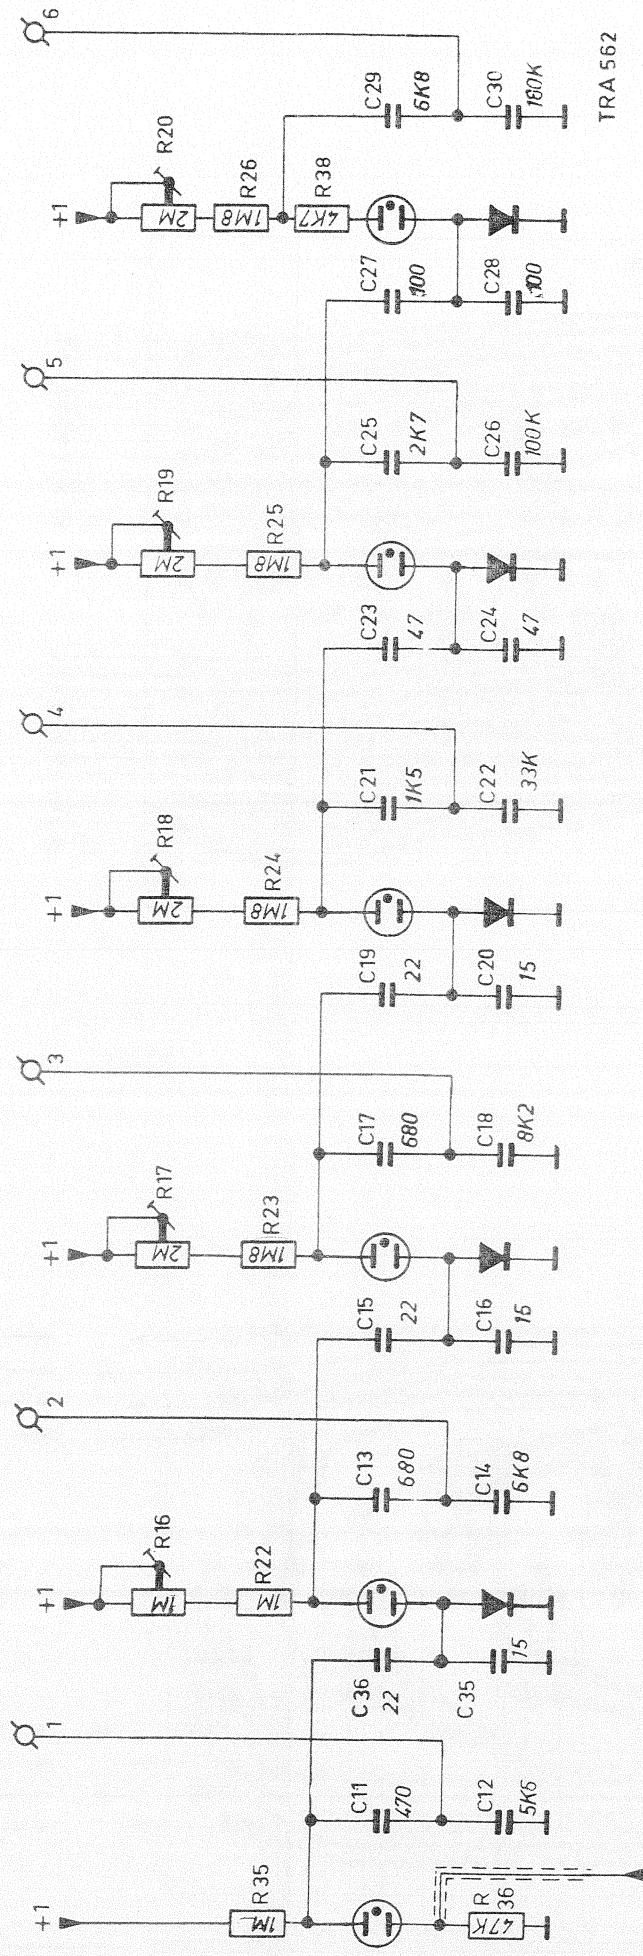 6
C29
6K8
C30
180K
TRA 562
R20
+1
2M
R26
1M8
R38
4K7
C27
100
C28
100
5
C25
2K7
C26
100K
R19
+1
2M
R25
1M8
C23
47
C24
47
4
C21
1K5
C22
33K
R18
+1
2M
R24
1M8
C19
22
C20
15
3
C17
680
C18
8K2
R17
+1
2M
R23
1M8
C15
22
C16
15
2
C13
680
C14
6K8
R16
+1
1M
R22
1M
C36
22
C35
15
1
C11
470
C12
5K6
R35
+1
1M
R
36
47K